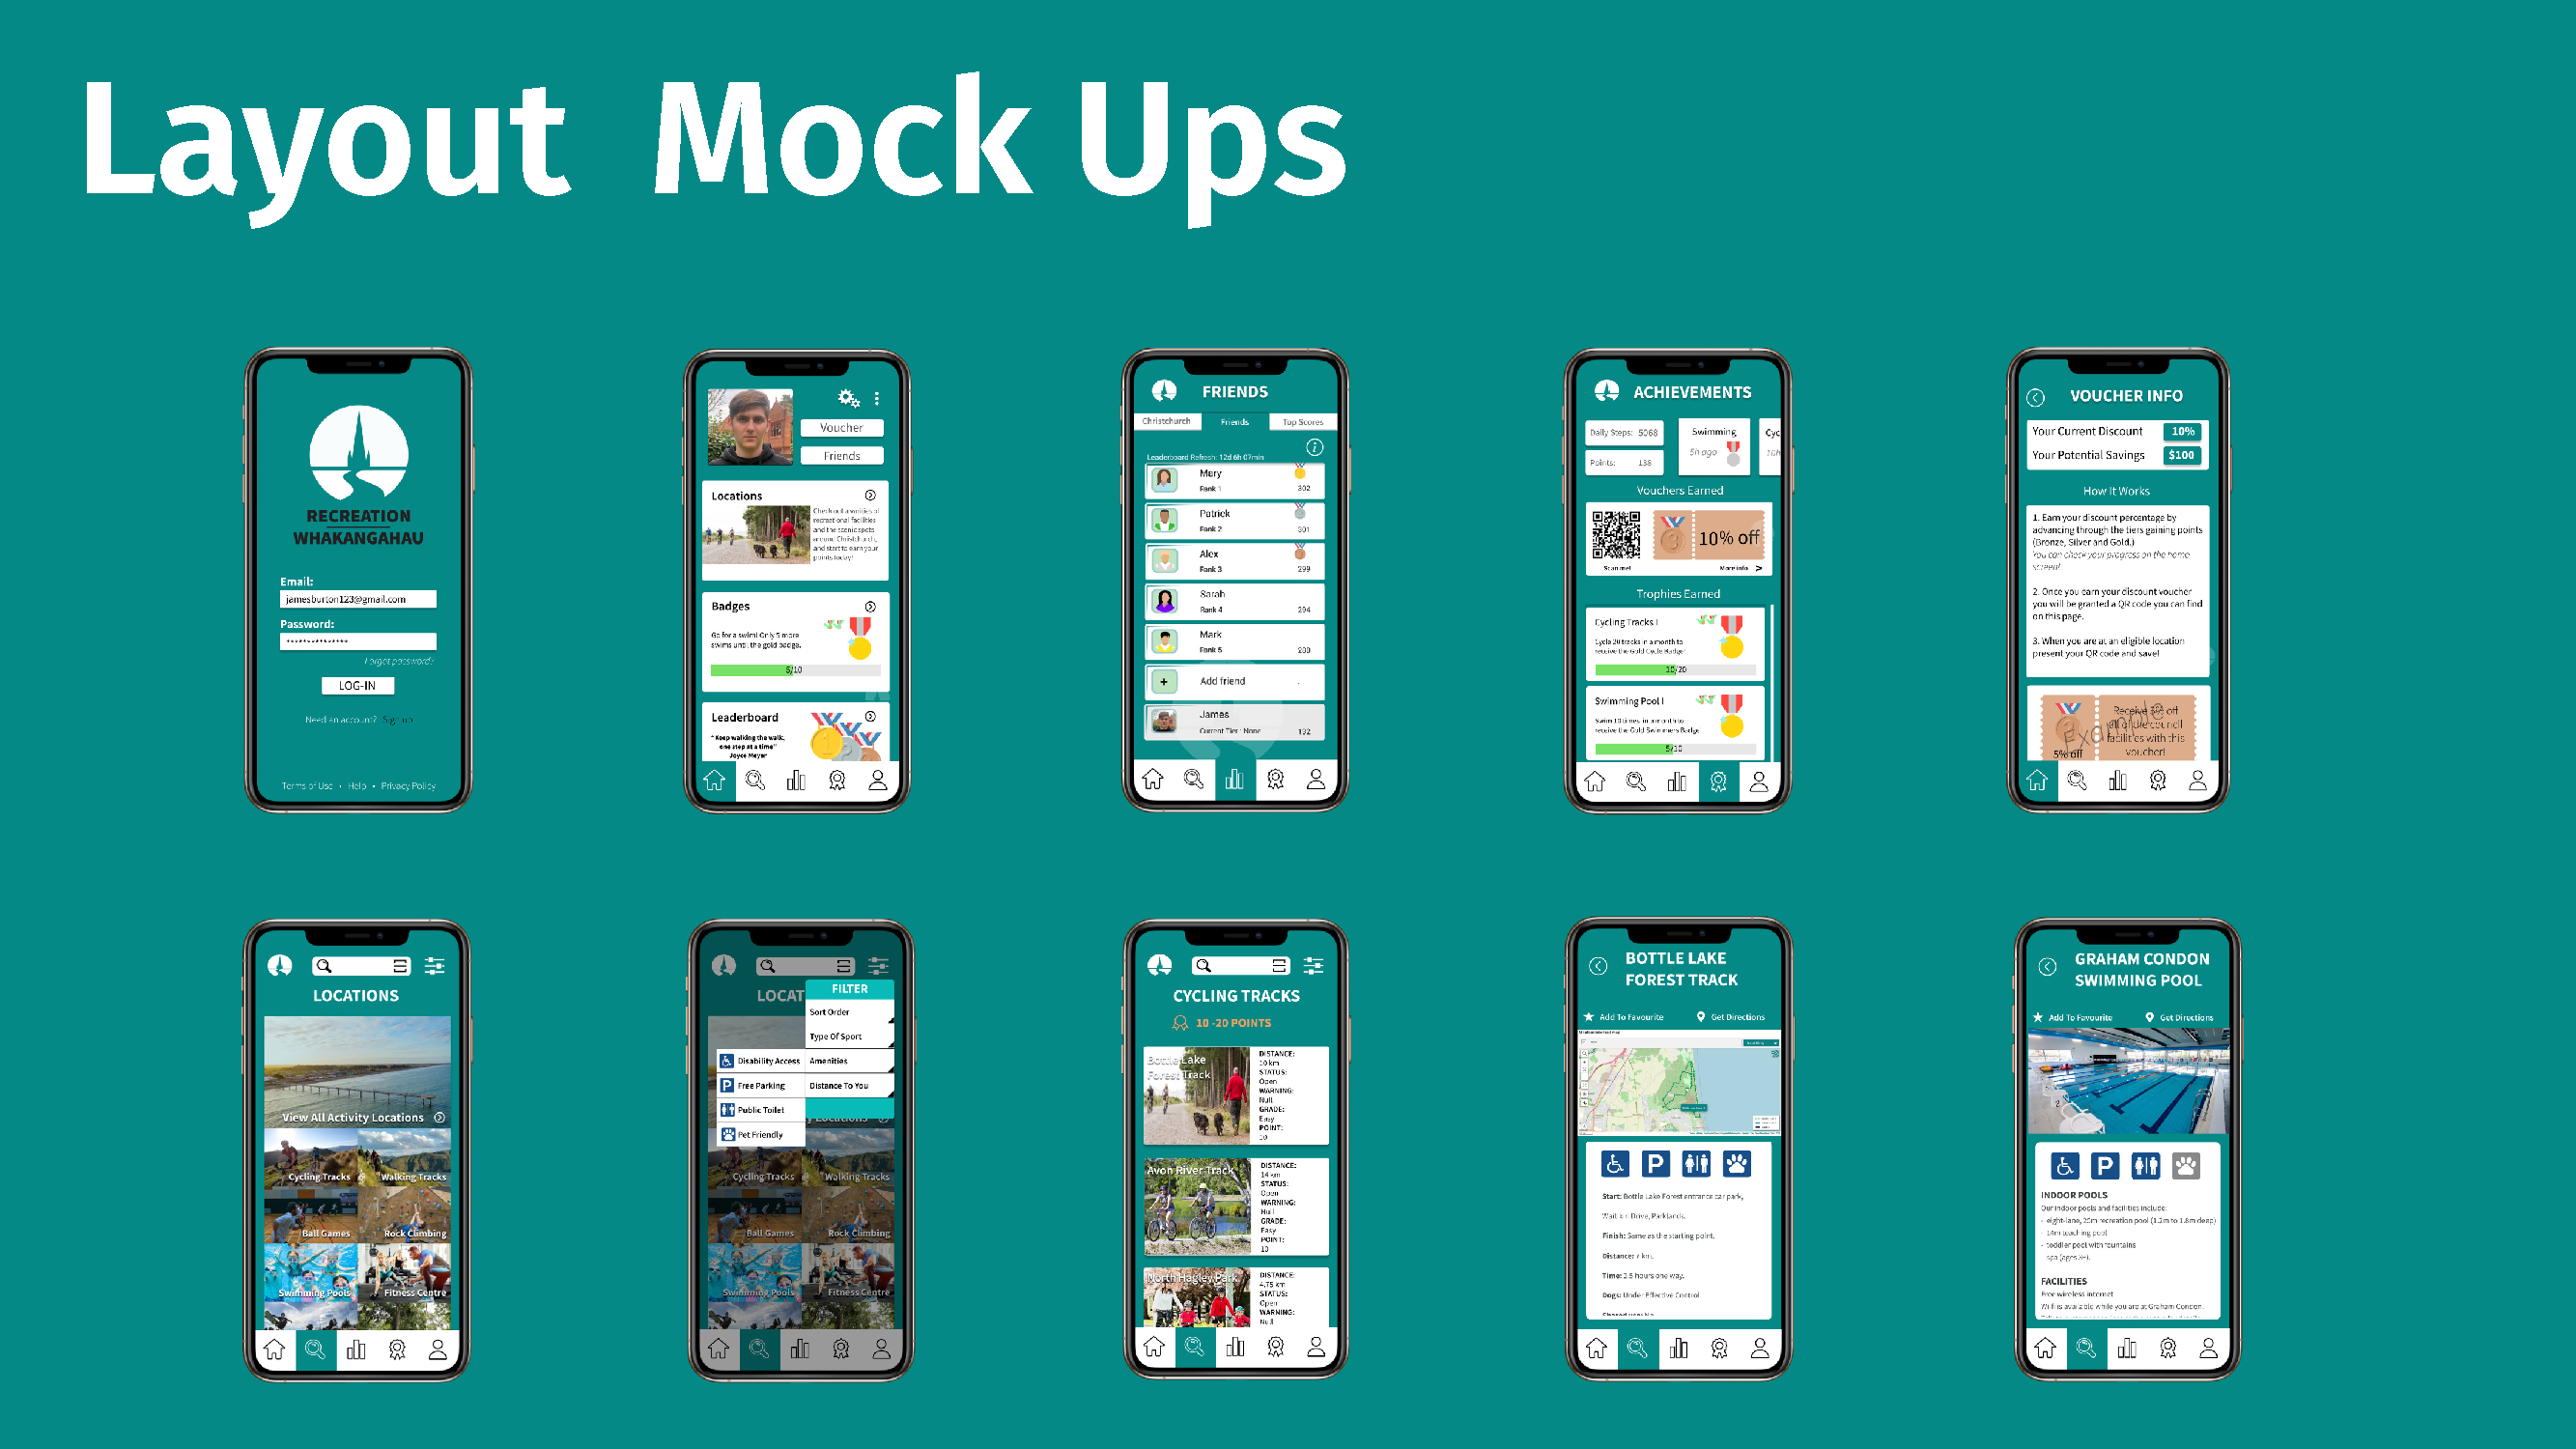 Layout Mock Ups
RECREATION
WHAKANGAHAU
Email:
jamesburton123@gmail.com
Password:
***************
Forgot password?
LOG-IN
Need an account? Sign up
Terms of Use • Help • Privacy Policy
Voucher
Friends
Locations
Check out a varities of
recreational facilities
and the scenic spots
around Christchurch,
and start to earn your
points today!
Badges
Go for a swim! Only 5 more
swims until the gold badge.
5/10
Leaderboard
"Keep walking the walk,
one step at a time"
Joyce Meyer
FRIENDS
Christchurch
Friends
Top Scores
Leaderboard Refresh: 12d 6h 07min
Mary
Rank 1
302
Patrick
Rank 2
301
Alex
Rank 3
299
Sarah
Rank 4
294
Mark
Rank 5
Add friend
James
Current Tier: None
192
ACHIEVEMENTS
Daily Steps: 5068
Points: 138
Swimming
5h ago
Cyc
Vouchers Earned
3
10% off
Scan me!
More info >
Trophies Earned
Cycling Tracks I
Cycle 20 tracks in a month to
receive the Gold Cycle Badge!
10/20
Swimming Pool I
Swim 10 times in a month to
receive the Gold Swimmers Badge
5/10
VOUCHER INFO
Your Current Discount 10%
Your Potential Savings $100
How It Works
1. Earn your discount percentage by
advancing through the tiers gaining points
(Bronze, Silver and Gold.)
You can check your progress on the home
screen!
2. Once you earn your discount voucher
you will be granted a QR code you can find
on this page.
3. When you are at an eligible location
present your QR code and save!
Example
5% off
Receive 5% off
all of the council
facilities with this
voucher!
LOCATIONS
View All Activity Locations
Cycling Tracks
Walking Tracks
Ball Games
Rock Climbing
Swimming Pools
Fitness Centre
LOCAT
FILTER
Sort Order
Type Of Sport
Disability Access
Amenities
Free Parking
Distance To You
Public Toilet
Pet Friendly
Cycling Tracks
Walking Tracks
Ball Games
Rock Climbing
Swimming Pools
Fitness Centre
CYCLING TRACKS
10 -20 POINTS
Bottle Lake
Forest Track
DISTANCE:
10 km
STATUS:
Open
WARNING:
Null
GRADE:
Easy
POINT:
10
Avon River Track
DISTANCE:
14 km
STATUS:
Open
WARNING:
Null
GRADE:
Easy
POINT:
10
North Hagley Park
DISTANCE:
4.75 km
STATUS:
Open
WARNING:
Null
BOTTLE LAKE
FOREST TRACK
Add To Favourite
Get Directions
P
Start: Bottle Lake Forest entrance car park,
Waitikiri Drive, Parklands.
Finish: Same as the starting point.
Distance: 7 km.
Time: 2.5 hours one way.
Dogs: Under Effective Control
GRAHAM CONDON
SWIMMING POOL
Add To Favourite
Get Directions
P
INDOOR POOLS
Our indoor pools and facilities include:
- eight-lane, 25m recreation pool (1.2m to 1.8m deep)
- 14m teaching pool
- toddler pool with fountains
- spa (ages 8+).
FACILITIES
Free wireless internet
Wifi is available while you are at Graham Condon.